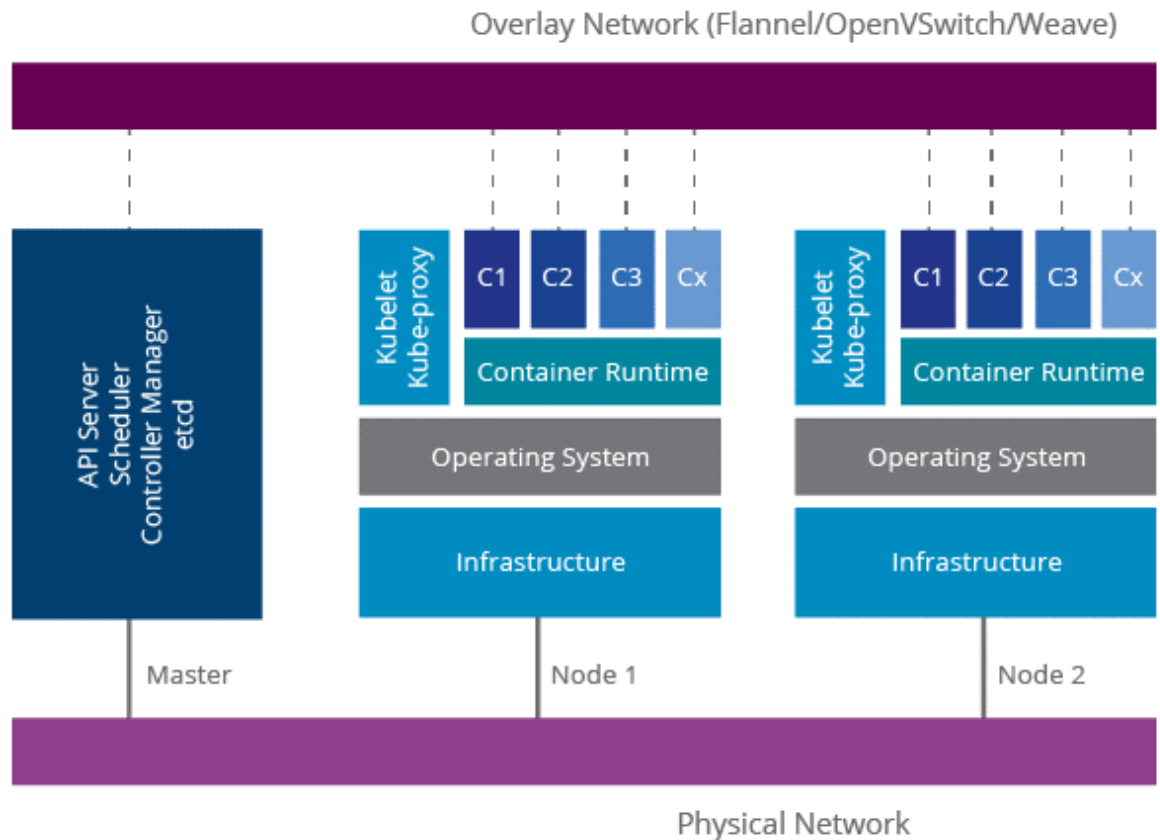 Overlay Network (Flannel/OpenVSwitch/Weave)
API Server
Scheduler
Controller Manager
etcd
Kubelet
Kube-proxy
C1
C2
C3
Cx
Container Runtime
Operating System
Infrastructure
Kubelet
Kube-proxy
C1
C2
C3
Cx
Container Runtime
Operating System
Infrastructure
Master
Node 1
Node 2
Physical Network